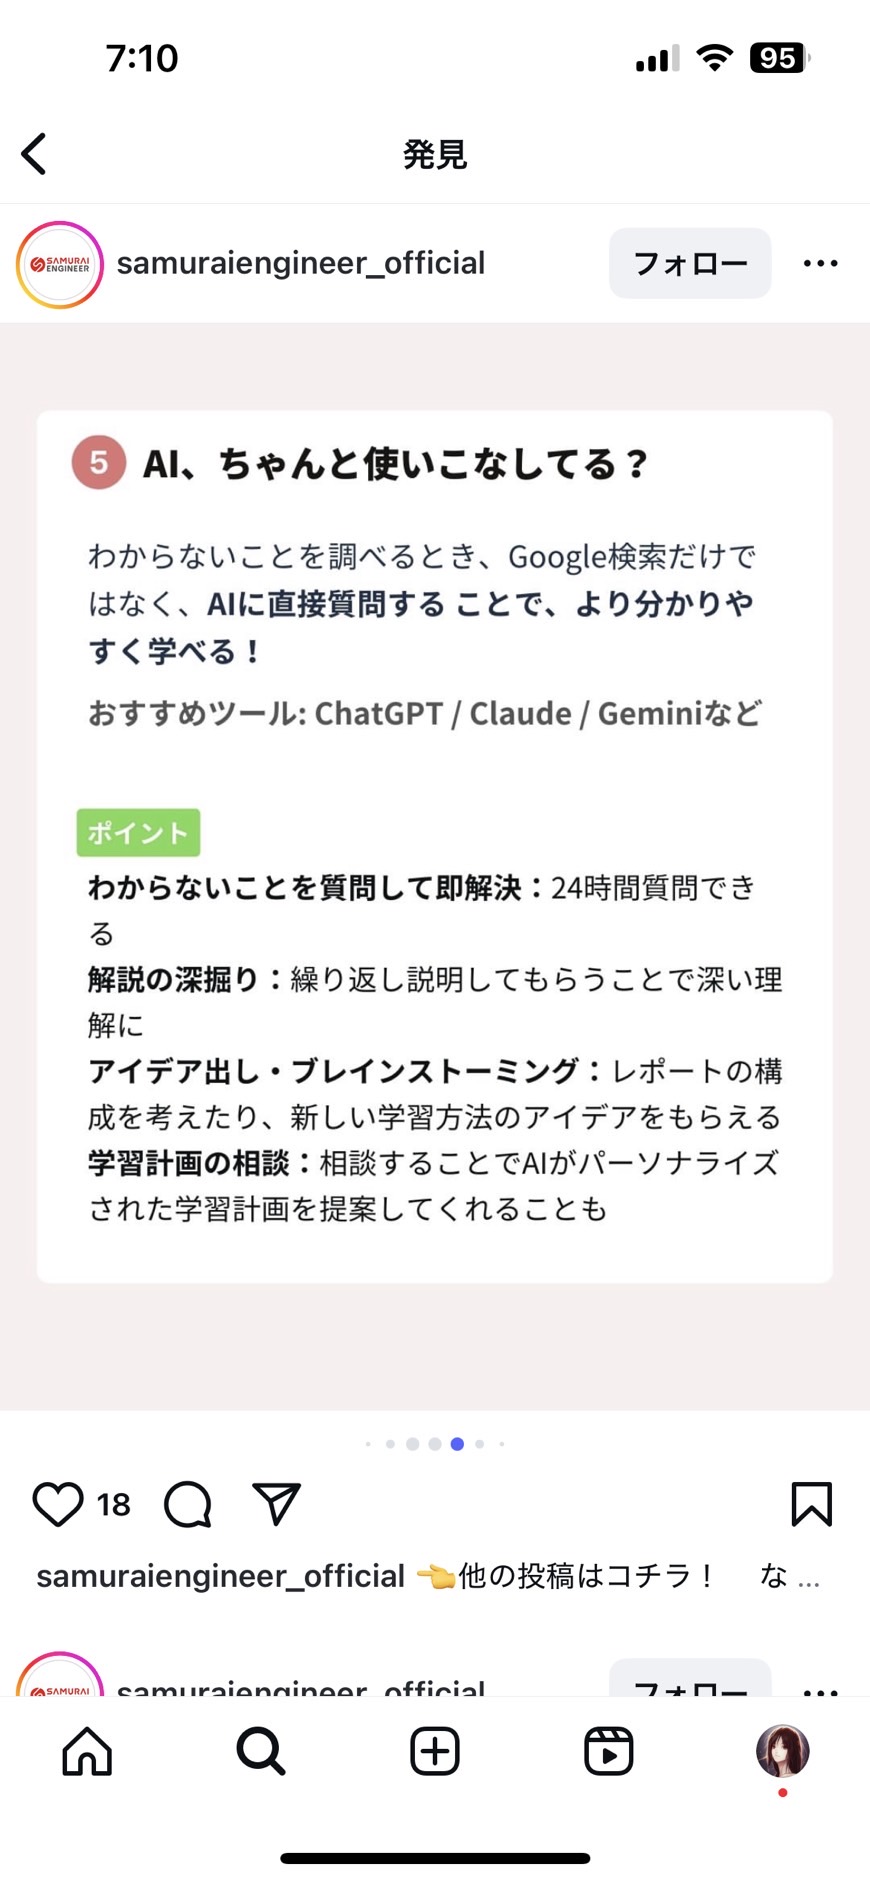 7:10
95
発見
SAMURAI
ENGINEER
samuraiengineer_official
フォロー
5 AI、ちゃんと使いこなしてる？
わからないことを調べるとき、Google検索だけで
はなく、AIに直接質問する ことで、より分かりや
すく学べる！
おすすめツール: ChatGPT / Claude / Geminiなど
ポイント
わからないことを質問して即解決：24時間質問でき
る
解説の深掘り：繰り返し説明してもらうことで深い理
解に
アイデア出し・ブレインストーミング：レポートの構
成を考えたり、新しい学習方法のアイデアをもらえる
学習計画の相談：相談することでAIがパーソナライズ
された学習計画を提案してくれることも
18
samuraiengineer_official 👈他の投稿はコチラ！ な ...
SAMURAI
samuraiengineer_official
フォロー